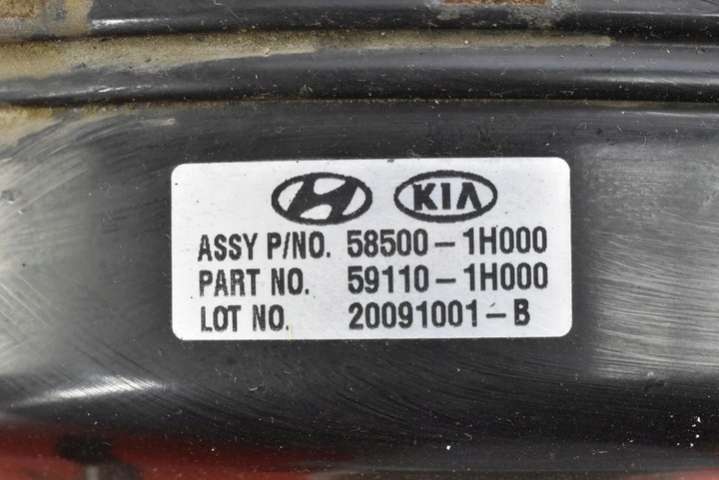 KIA
ASSY P/NO. 58500-1H000
PART NO. 59110-1H000
LOT NO. 20091001-B